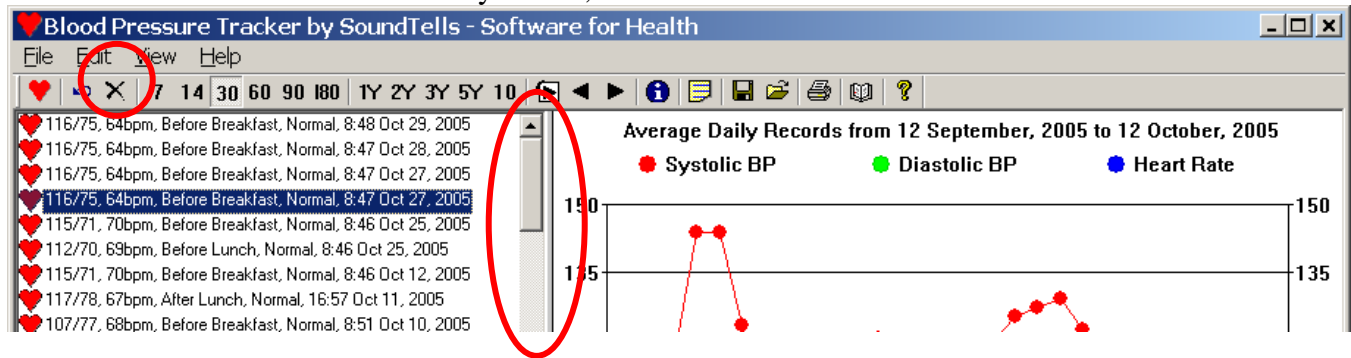 Blood Pressure Tracker by SoundTells - Software for Health
File Edit View Help
7 14 30 60 90 180 1Y 2Y 3Y 5Y 10
116/75, 64bpm, Before Breakfast, Normal, 8:48 Oct 29, 2005
116/75, 64bpm, Before Breakfast, Normal, 8:47 Oct 28, 2005
116/75, 64bpm, Before Breakfast, Normal, 8:47 Oct 27, 2005
116/75, 64bpm, Before Breakfast, Normal, 8:47 Oct 27, 2005
115/71, 70bpm, Before Breakfast, Normal, 8:46 Oct 25, 2005
112/70, 69bpm, Before Lunch, Normal, 8:46 Oct 25, 2005
115/71, 70bpm, Before Breakfast, Normal, 8:46 Oct 12, 2005
117/78, 67bpm, After Lunch, Normal, 16:57 Oct 11, 2005
107/77, 68bpm, Before Breakfast, Normal, 8:51 Oct 10, 2005
Average Daily Records from 12 September, 2005 to 12 October, 2005
Systolic BP Diastolic BP Heart Rate
150 150
135 135